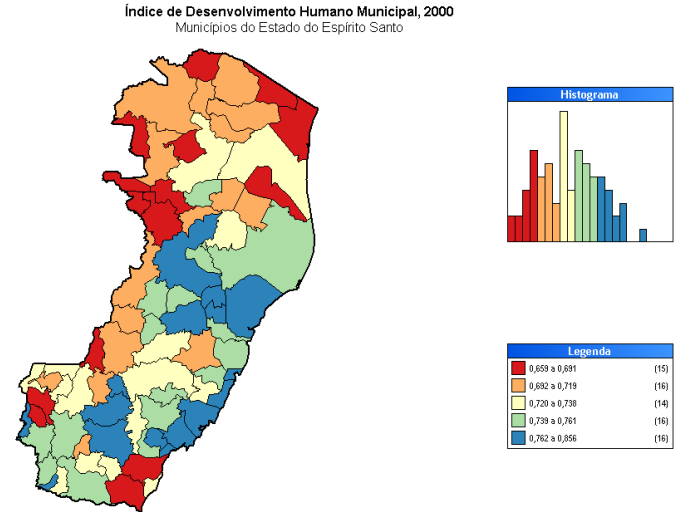 Índice de Desenvolvimento Humano Municipal, 2000
Municípios do Estado do Espírito Santo
Histograma
Legenda
0,659 a 0,691 (15)
0,692 a 0,719 (16)
0,720 a 0,738 (14)
0,739 a 0,761 (16)
0,762 a 0,856 (16)